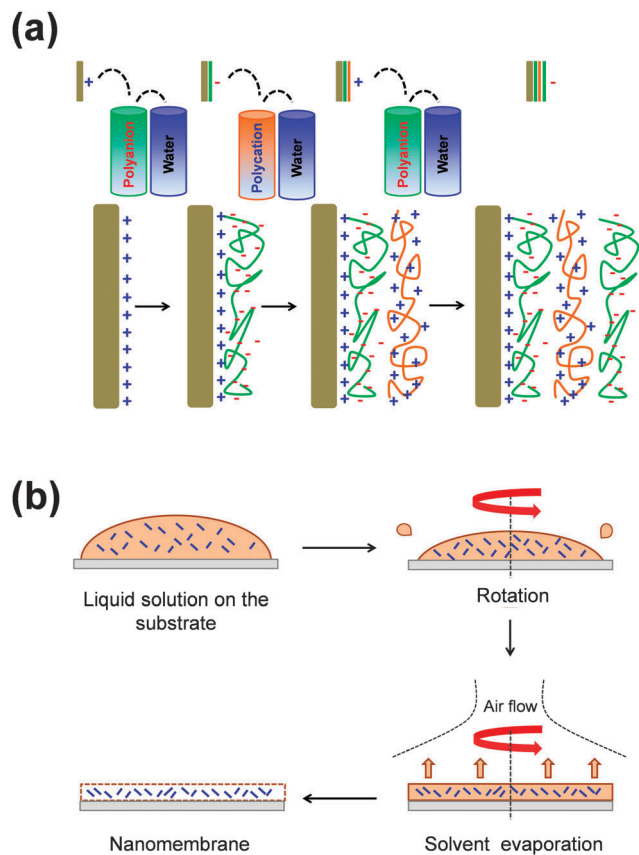 (a)
+
-
+
-
Polyanion
Water
Polycation
Water
Polyanion
Water
(b)
Liquid solution on the
substrate
Rotation
Air flow
Nanomembrane
Solvent evaporation